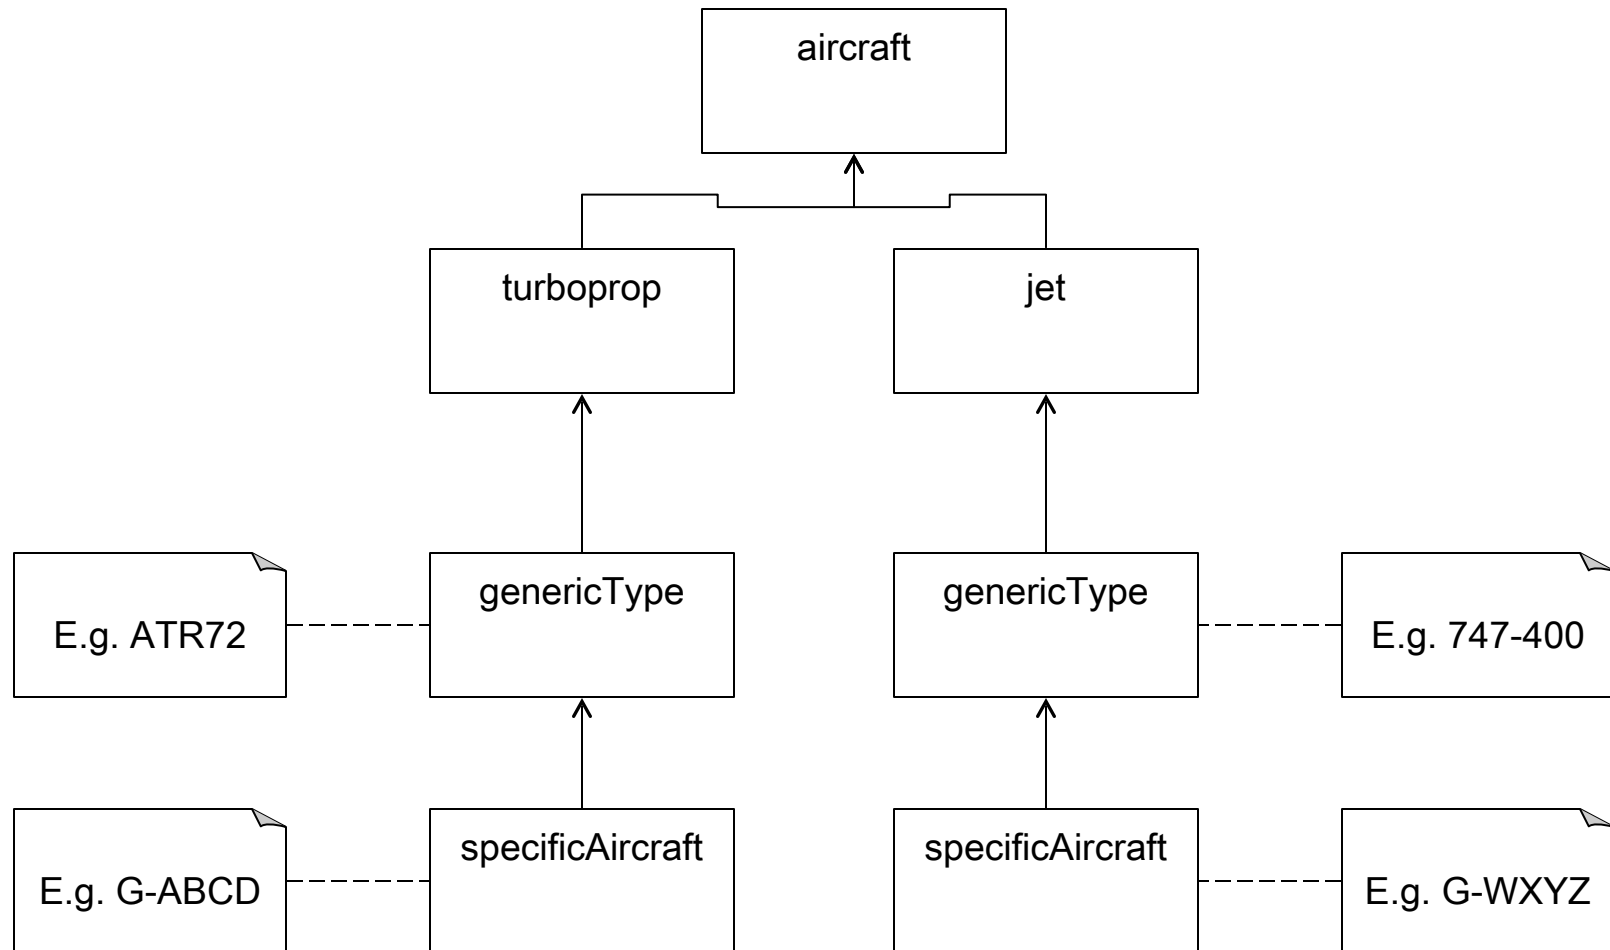 aircraft
turboprop
jet
E.g. ATR72
genericType
genericType
E.g. 747-400
E.g. G-ABCD
specificAircraft
specificAircraft
E.g. G-WXYZ